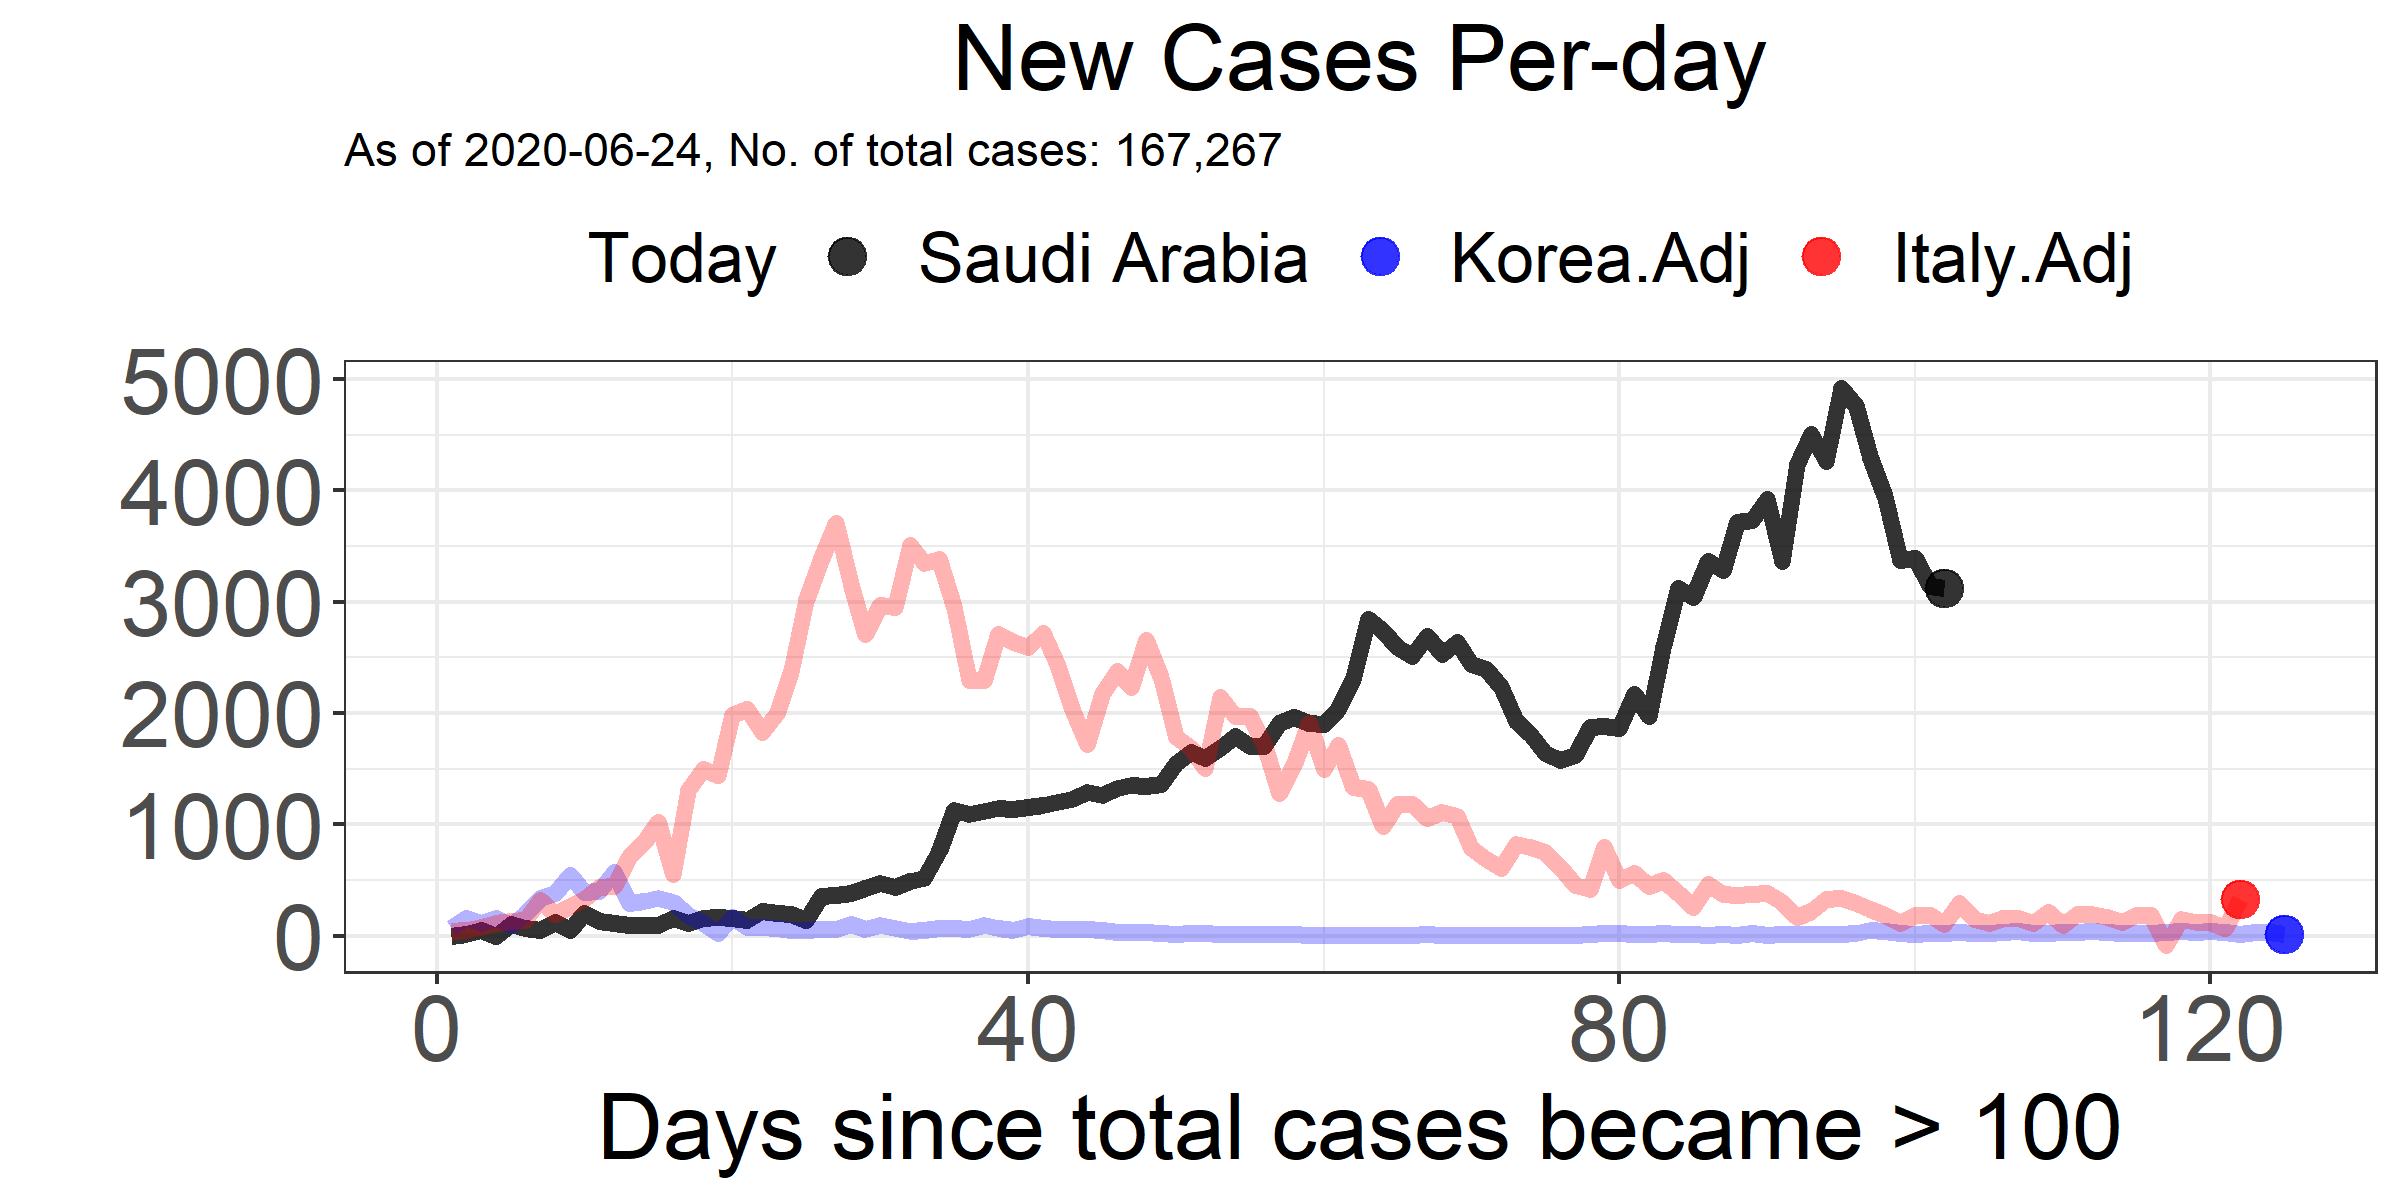 New Cases Per-day
As of 2020-06-24, No. of total cases: 167,267
Today Saudi Arabia Korea.Adj Italy.Adj
5000
4000
3000
2000
1000
0
0 40 80 120
Days since total cases became > 100